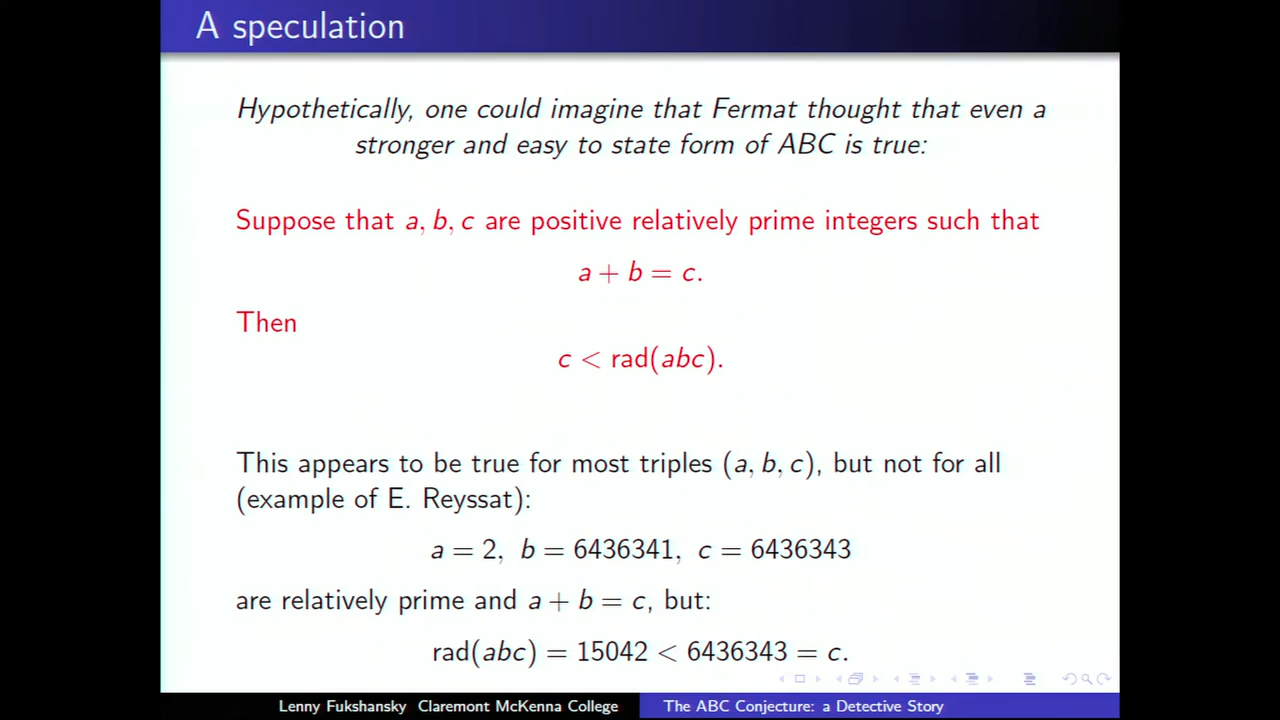 A speculation
Hypothetically, one could imagine that Fermat thought that even a
stronger and easy to state form of ABC is true:
Suppose that a, b, c are positive relatively prime integers such that
a + b = c.
Then
c < rad(abc).
This appears to be true for most triples (a, b, c), but not for all
(example of E. Reyssat):
a = 2, b = 6436341, c = 6436343
are relatively prime and a + b = c, but:
rad(abc) = 15042 < 6436343 = c.
Lenny Fukshansky Claremont McKenna College
The ABC Conjecture: a Detective Story